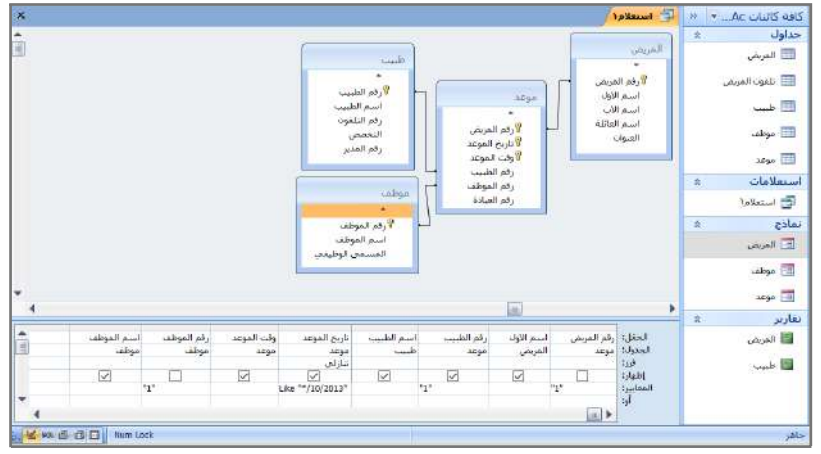 كافة كائنات Ac...
استعلام١
جداول
المريض
تلفون المريض
طبيب
موظف
موعد
استعلامات
استعلام١
نماذج
المريض
موظف
موعد
تقارير
المريض
طبيب
المريض
*
رقم المريض
اسم الاول
اسم الاب
اسم العائلة
العنوان
موعد
*
رقم المريض
تاريخ الموعد
وقت الموعد
رقم الطبيب
رقم الموظف
رقم العيادة
طبيب
*
رقم الطبيب
اسم الطبيب
رقم التلفون
التخصص
رقم المدير
موظف
*
رقم الموظف
اسم الموظف
المسمى الوظيفي
الحقل: رقم المريض اسم الاول رقم الطبيب اسم الطبيب تاريخ الموعد وقت الموعد رقم الموظف اسم الموظف
الجدول: موعد المريض موعد طبيب موعد موعد موظف موظف
فرز: تنازلي
إظهار:
المعايير: "1" "1" Like "*/10/2013" "1"
أو:
جاهز
Num Lock